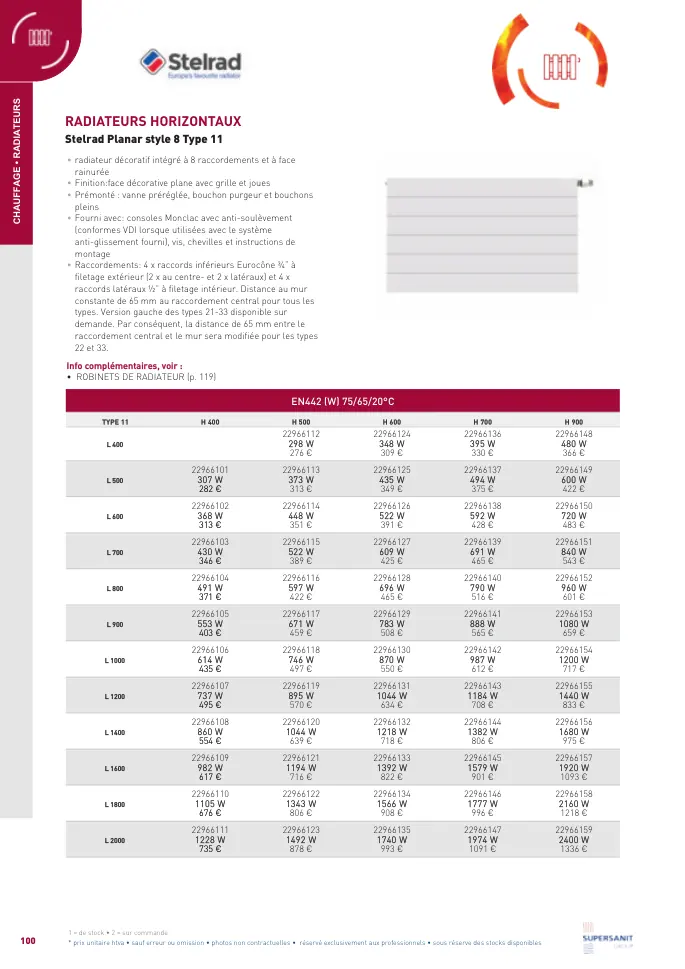 CHAUFFAGE • RADIATEURS
Stelrad
Europe's favourite radiator
RADIATEURS HORIZONTAUX
Stelrad Planar style 8 Type 11
• radiateur décoratif intégré à 8 raccordements et à face
rainurée
• Finition:face décorative plane avec grille et joues
• Prémonté : vanne préréglée, bouchon purgeur et bouchons
pleins
• Fourni avec: consoles Monclac avec anti-soulèvement
(conformes VDI lorsque utilisées avec le système
anti-glissement fourni), vis, chevilles et instructions de
montage
• Raccordements: 4 x raccords inférieurs Eurocône ¾" à
filetage extérieur (2 x au centre- et 2 x latéraux) et 4 x
raccords latéraux ½" à filetage intérieur. Distance au mur
constante de 65 mm au raccordement central pour tous les
types. Version gauche des types 21-33 disponible sur
demande. Par conséquent, la distance de 65 mm entre le
raccordement central et le mur sera modifiée pour les types
22 et 33.
Info complémentaires, voir :
• ROBINETS DE RADIATEUR (p. 119)
EN442 (W) 75/65/20°C
TYPE 11 H 400 H 500 H 600 H 700 H 900
22966112 22966124 22966136 22966148
L 400 298 W 348 W 395 W 480 W
276 € 309 € 330 € 366 €
22966101 22966113 22966125 22966137 22966149
L 500 307 W 373 W 435 W 494 W 600 W
282 € 313 € 349 € 375 € 422 €
22966102 22966114 22966126 22966138 22966150
L 600 368 W 448 W 522 W 592 W 720 W
313 € 351 € 391 € 428 € 483 €
22966103 22966115 22966127 22966139 22966151
L 700 430 W 522 W 609 W 691 W 840 W
346 € 389 € 425 € 465 € 543 €
22966104 22966116 22966128 22966140 22966152
L 800 491 W 597 W 696 W 790 W 960 W
371 € 422 € 465 € 516 € 601 €
22966105 22966117 22966129 22966141 22966153
L 900 553 W 671 W 783 W 888 W 1080 W
403 € 459 € 508 € 565 € 659 €
22966106 22966118 22966130 22966142 22966154
L 1000 614 W 746 W 870 W 987 W 1200 W
435 € 497 € 550 € 612 € 717 €
22966107 22966119 22966131 22966143 22966155
L 1200 737 W 895 W 1044 W 1184 W 1440 W
495 € 570 € 634 € 708 € 833 €
22966108 22966120 22966132 22966144 22966156
L 1400 860 W 1044 W 1218 W 1382 W 1680 W
554 € 639 € 718 € 806 € 975 €
22966109 22966121 22966133 22966145 22966157
L 1600 982 W 1194 W 1392 W 1579 W 1920 W
617 € 716 € 822 € 901 € 1093 €
22966110 22966122 22966134 22966146 22966158
L 1800 1105 W 1343 W 1566 W 1777 W 2160 W
676 € 806 € 908 € 996 € 1218 €
22966111 22966123 22966135 22966147 22966159
L 2000 1228 W 1492 W 1740 W 1974 W 2400 W
735 € 878 € 993 € 1091 € 1336 €
1 = de stock • 2 = sur commande
100 * prix unitaire htva • sauf erreur ou omission • photos non contractuelles • réservé exclusivement aux professionnels • sous réserve des stocks disponibles
SUPERSANIT
GROUP